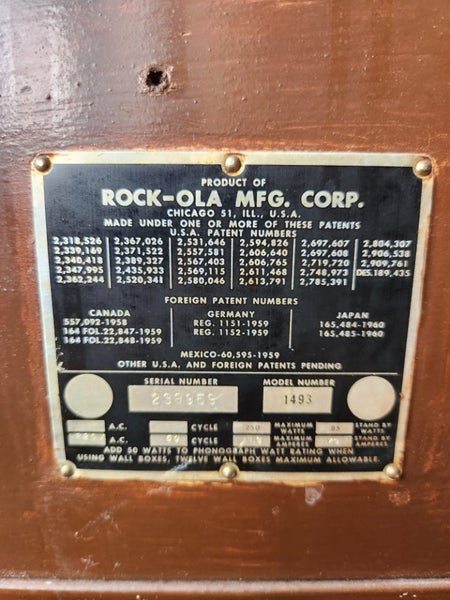 PRODUCT OF
ROCK-OLA MFG. CORP.
CHICAGO 51, ILL., U.S.A.
MADE UNDER ONE OR MORE OF THESE PATENTS
U.S.A. PATENT NUMBERS
2,318,526 2,367,026 2,531,646 2,594,826 2,697,607 2,804,307
2,339,169 2,371,522 2,557,581 2,606,640 2,697,608 2,906,538
2,340,418 2,389,327 2,567,403 2,606,765 2,719,720 2,909,761
2,347,995 2,435,933 2,569,115 2,611,468 2,748,973 DES.189,435
2,362,244 2,520,341 2,580,046 2,613,791 2,785,391
FOREIGN PATENT NUMBERS
CANADA GERMANY JAPAN
557,092-1958 REG. 1151-1959 165,484-1960
364 FOL.22,847-1959 REG. 1152-1959 165,485-1960
364 FOL.22,848-1959
MEXICO-60,595-1959
OTHER U.S.A. AND FOREIGN PATENTS PENDING
SERIAL NUMBER MODEL NUMBER
1493
A.C. CYCLE 250 MAXIMUM WATTS 85 STAND BY WATTS
A.C. 60 CYCLE MAXIMUM AMPERES STAND BY AMPERES
ADD 50 WATTS TO PHONOGRAPH WATT RATING WHEN
USING WALL BOXES, TWELVE WALL BOXES MAXIMUM ALLOWABLE.